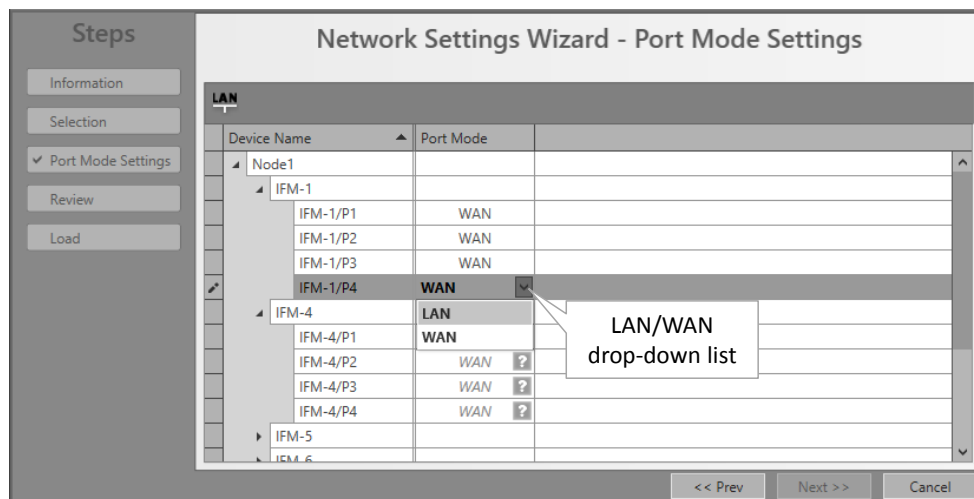 Steps
Information
Selection
Port Mode Settings
Review
Load
Network Settings Wizard - Port Mode Settings
LAN
Device Name Port Mode
Node1
IFM-1
IFM-1/P1 WAN
IFM-1/P2 WAN
IFM-1/P3 WAN
IFM-1/P4 WAN
IFM-4 LAN
IFM-4/P1 WAN
IFM-4/P2 WAN ?
IFM-4/P3 WAN ?
IFM-4/P4 WAN ?
IFM-5
IFM-6
LAN/WAN
drop-down list
<< Prev Next >> Cancel